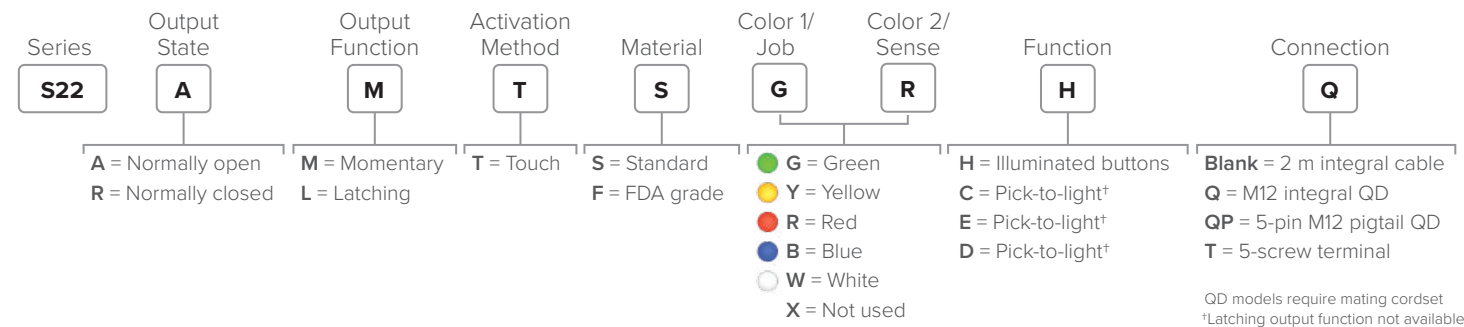 Series
Output
State
Output
Function
Activation
Method
Material
Color 1/
Job
Color 2/
Sense
Function
Connection
S22
A
M
T
S
G
R
H
Q
A = Normally open
R = Normally closed
M = Momentary
L = Latching
T = Touch
S = Standard
F = FDA grade
G = Green
Y = Yellow
R = Red
B = Blue
W = White
X = Not used
H = Illuminated buttons
C = Pick-to-light†
E = Pick-to-light†
D = Pick-to-light†
Blank = 2 m integral cable
Q = M12 integral QD
QP = 5-pin M12 pigtail QD
T = 5-screw terminal
QD models require mating cordset
†Latching output function not available